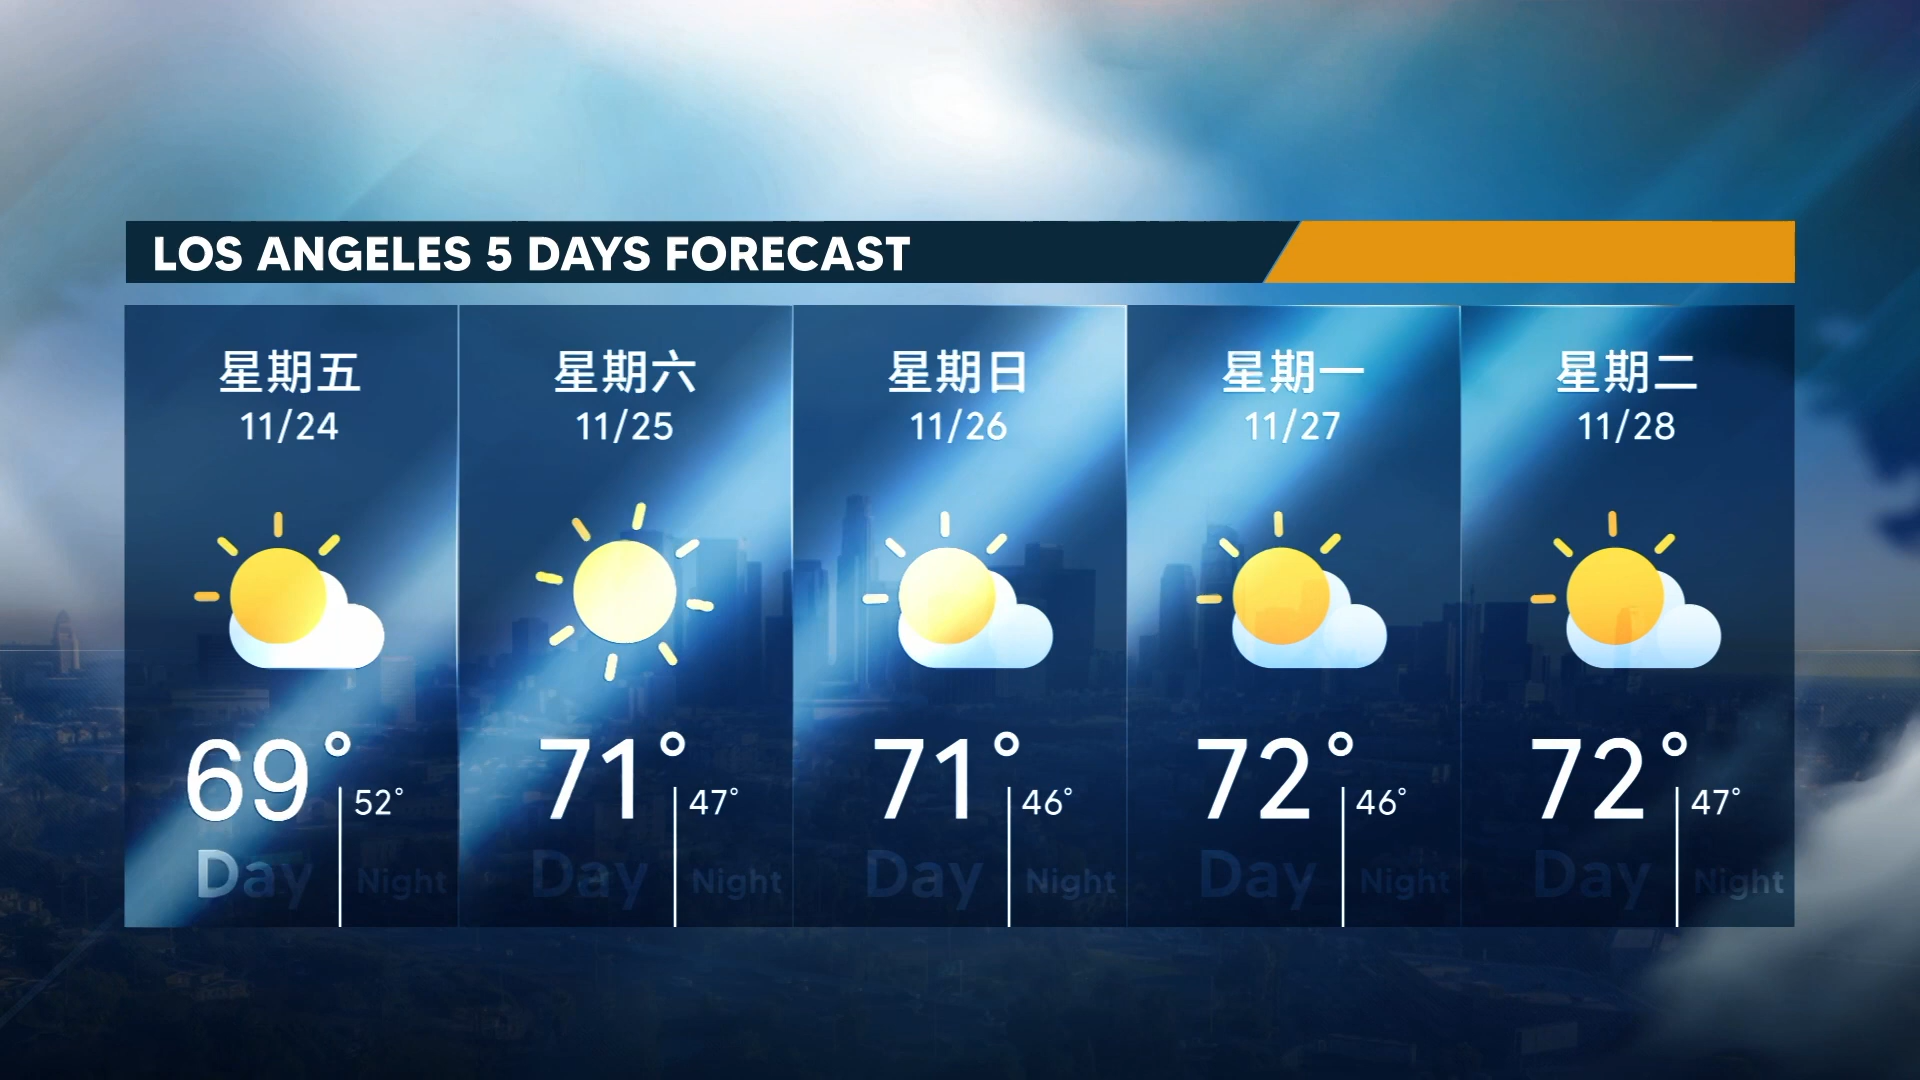 LOS ANGELES 5 DAYS FORECAST
星期五
11/24
69° 52°
Day Night
星期六
11/25
71° 47°
Day Night
星期日
11/26
71° 46°
Day Night
星期一
11/27
72° 46°
Day Night
星期二
11/28
72° 47°
Day Night